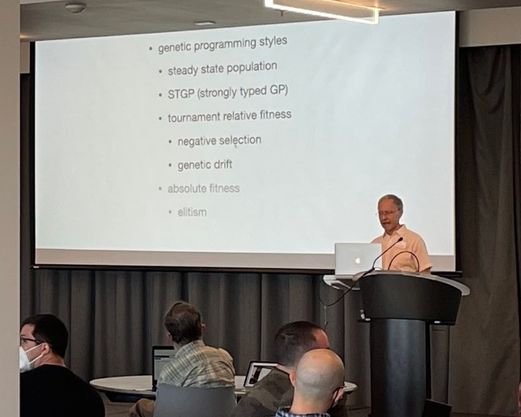 • genetic programming styles
• steady state population
• STGP (strongly typed GP)
• tournament relative fitness
• negative selection
• genetic drift
• absolute fitness
• elitism